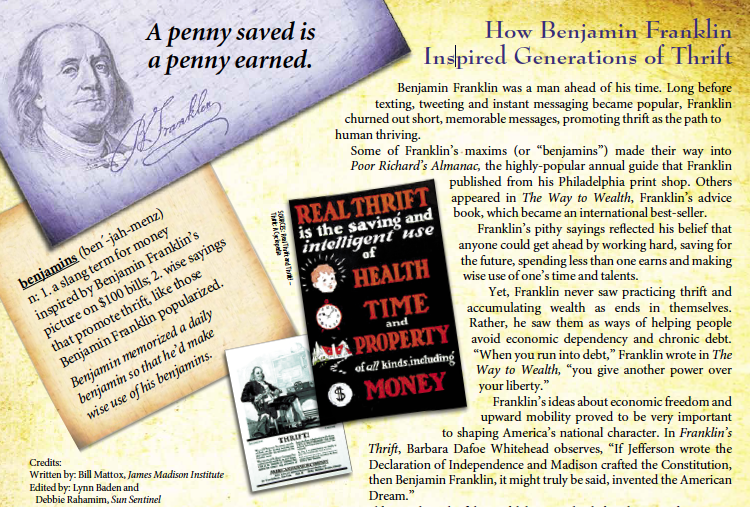 A penny saved is
a penny earned.
B Franklin
How Benjamin Franklin
Inspired Generations of Thrift
Benjamin Franklin was a man ahead of his time. Long before
texting, tweeting and instant messaging became popular, Franklin
churned out short, memorable messages, promoting thrift as the path to
human thriving.
Some of Franklin's maxims (or “benjamins”) made their way into
Poor Richard's Almanac, the highly-popular annual guide that Franklin
published from his Philadelphia print shop. Others
appeared in The Way to Wealth, Franklin's advice
book, which became an international best-seller.
Franklin's pithy sayings reflected his belief that
anyone could get ahead by working hard, saving for
the future, spending less than one earns and making
wise use of one's time and talents.
Yet, Franklin never saw practicing thrift and
accumulating wealth as ends in themselves.
Rather, he saw them as ways of helping people
avoid economic dependency and chronic debt.
“When you run into debt,” Franklin wrote in The
Way to Wealth, “you give another power over
your liberty.”
Franklin's ideas about economic freedom and
upward mobility proved to be very important
to shaping America's national character. In Franklin's
Thrift, Barbara Dafoe Whitehead observes, “If Jefferson wrote the
Declaration of Independence and Madison crafted the Constitution,
then Benjamin Franklin, it might truly be said, invented the American
Dream.”
benjamins (ben´-jah-menz)
n: 1. a slang term for money
inspired by Benjamin Franklin's
picture on $100 bills; 2. wise sayings
that promote thrift, like those
Benjamin Franklin popularized.
Benjamin memorized a daily
benjamin so that he'd make
wise use of his benjamins.
SOURCES: Real Thrift and Thrift! –
Thrift: A Cyclopedia
REAL THRIFT
is the saving and
intelligent use
of
HEALTH
TIME
and
PROPERTY
of all kinds, including
$ MONEY
THRIFT!
Credits:
Written by: Bill Mattox, James Madison Institute
Edited by: Lynn Baden and
Debbie Rahamim, Sun Sentinel